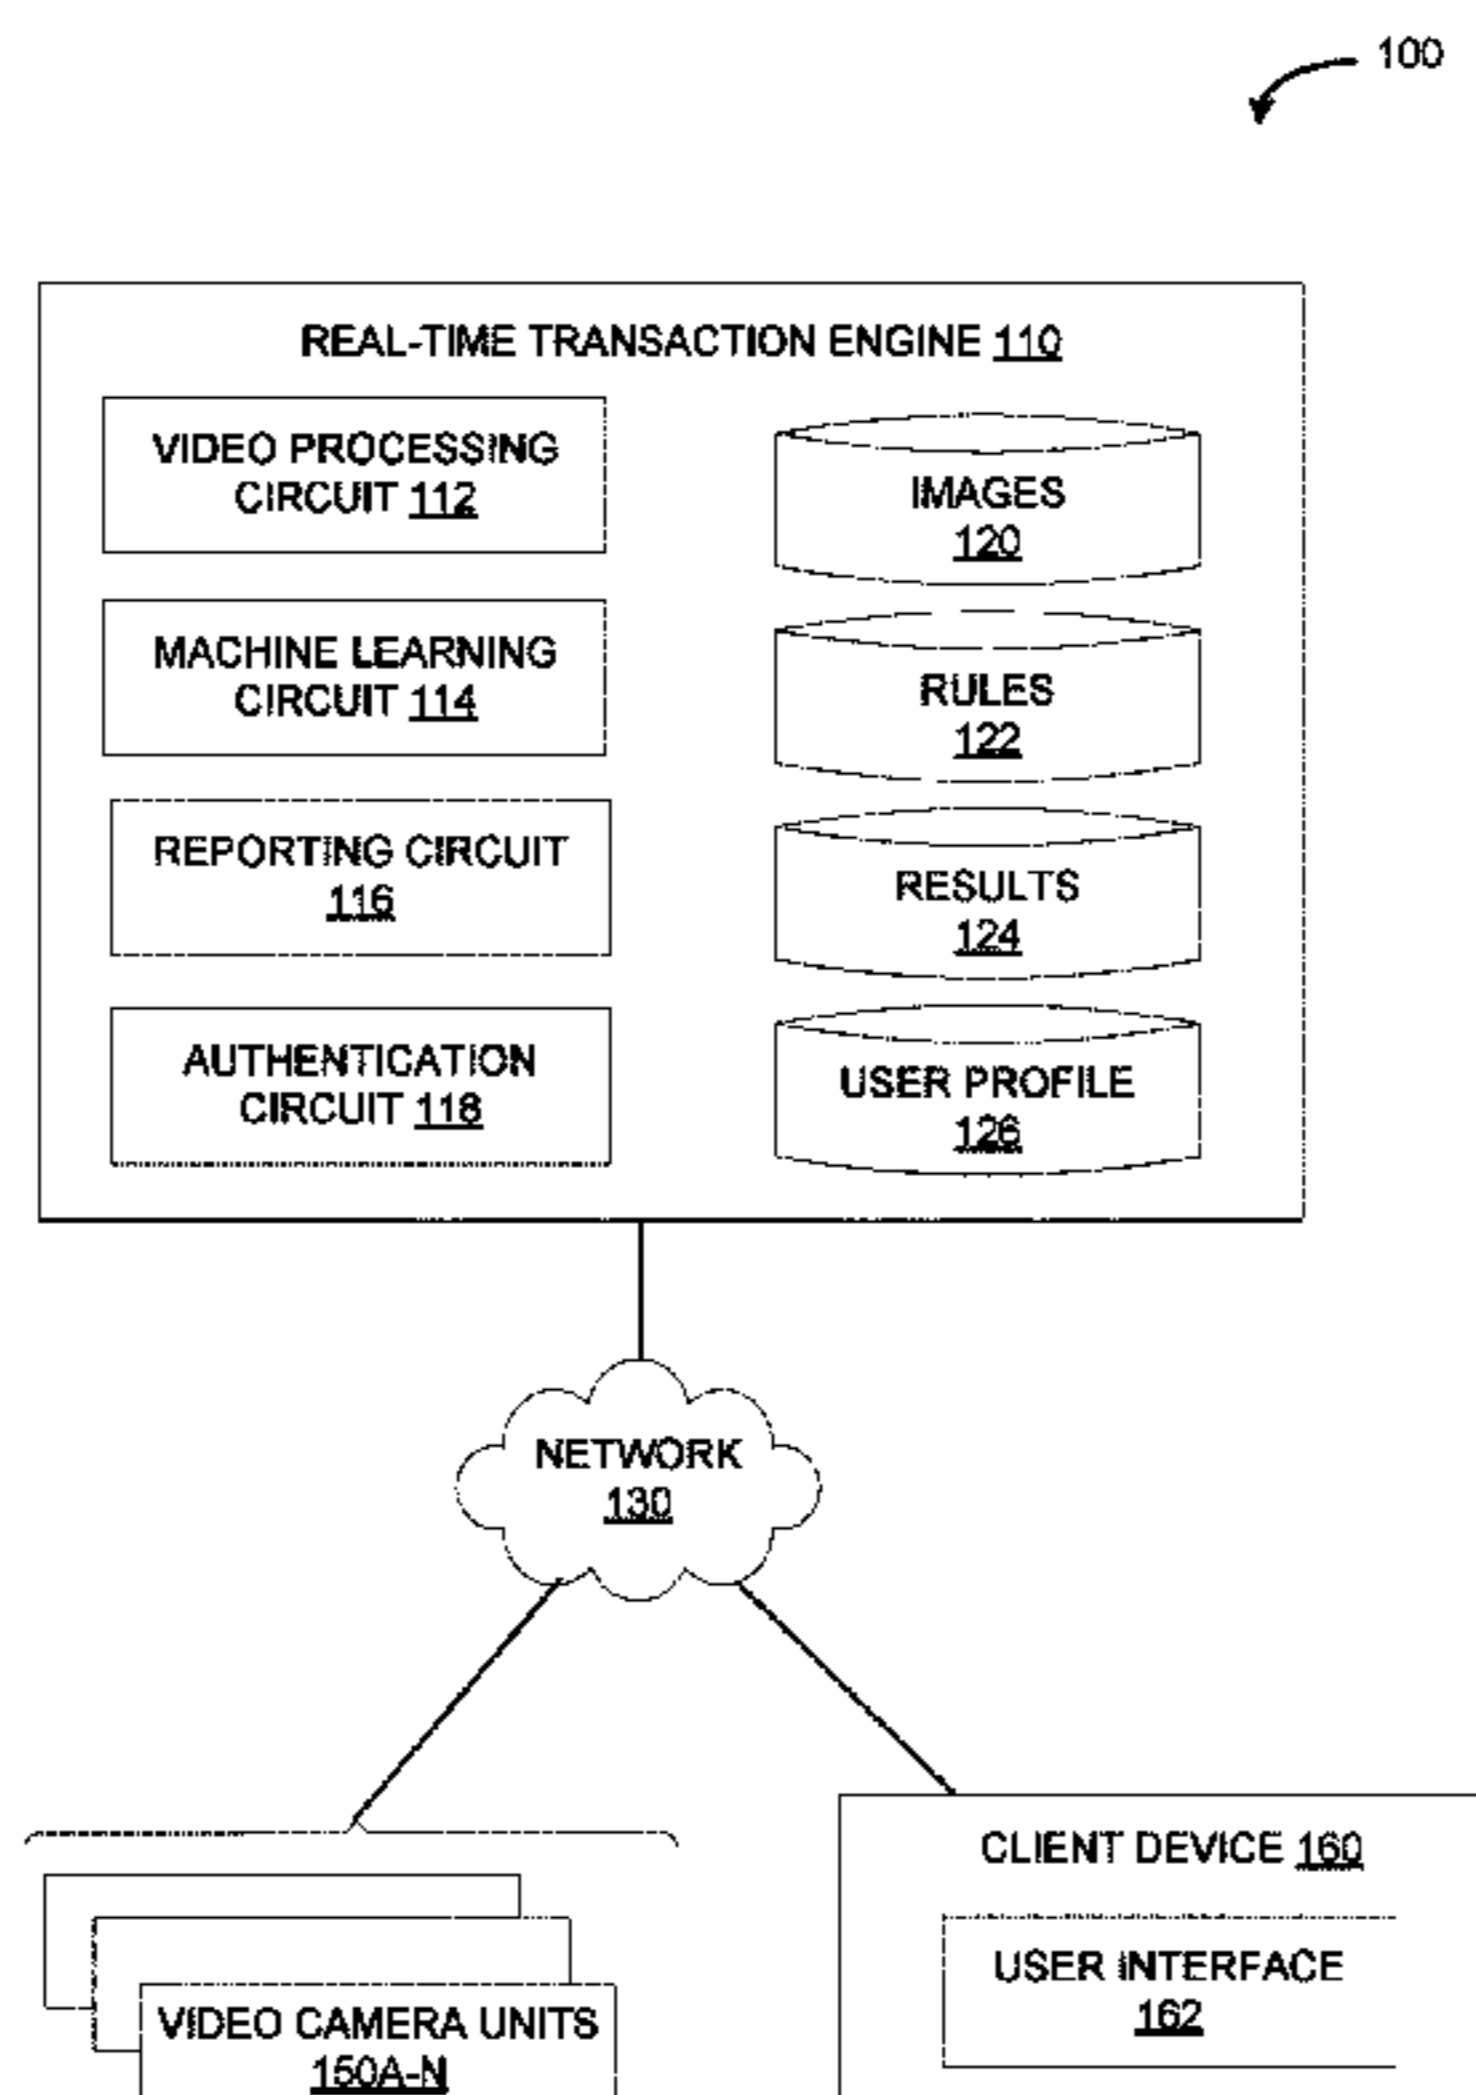 100
REAL-TIME TRANSACTION ENGINE 110
VIDEO PROCESSING
CIRCUIT 112
IMAGES
120
MACHINE LEARNING
CIRCUIT 114
RULES
122
REPORTING CIRCUIT
116
RESULTS
124
AUTHENTICATION
CIRCUIT 118
USER PROFILE
126
NETWORK
130
CLIENT DEVICE 160
USER INTERFACE
162
VIDEO CAMERA UNITS
150A-N